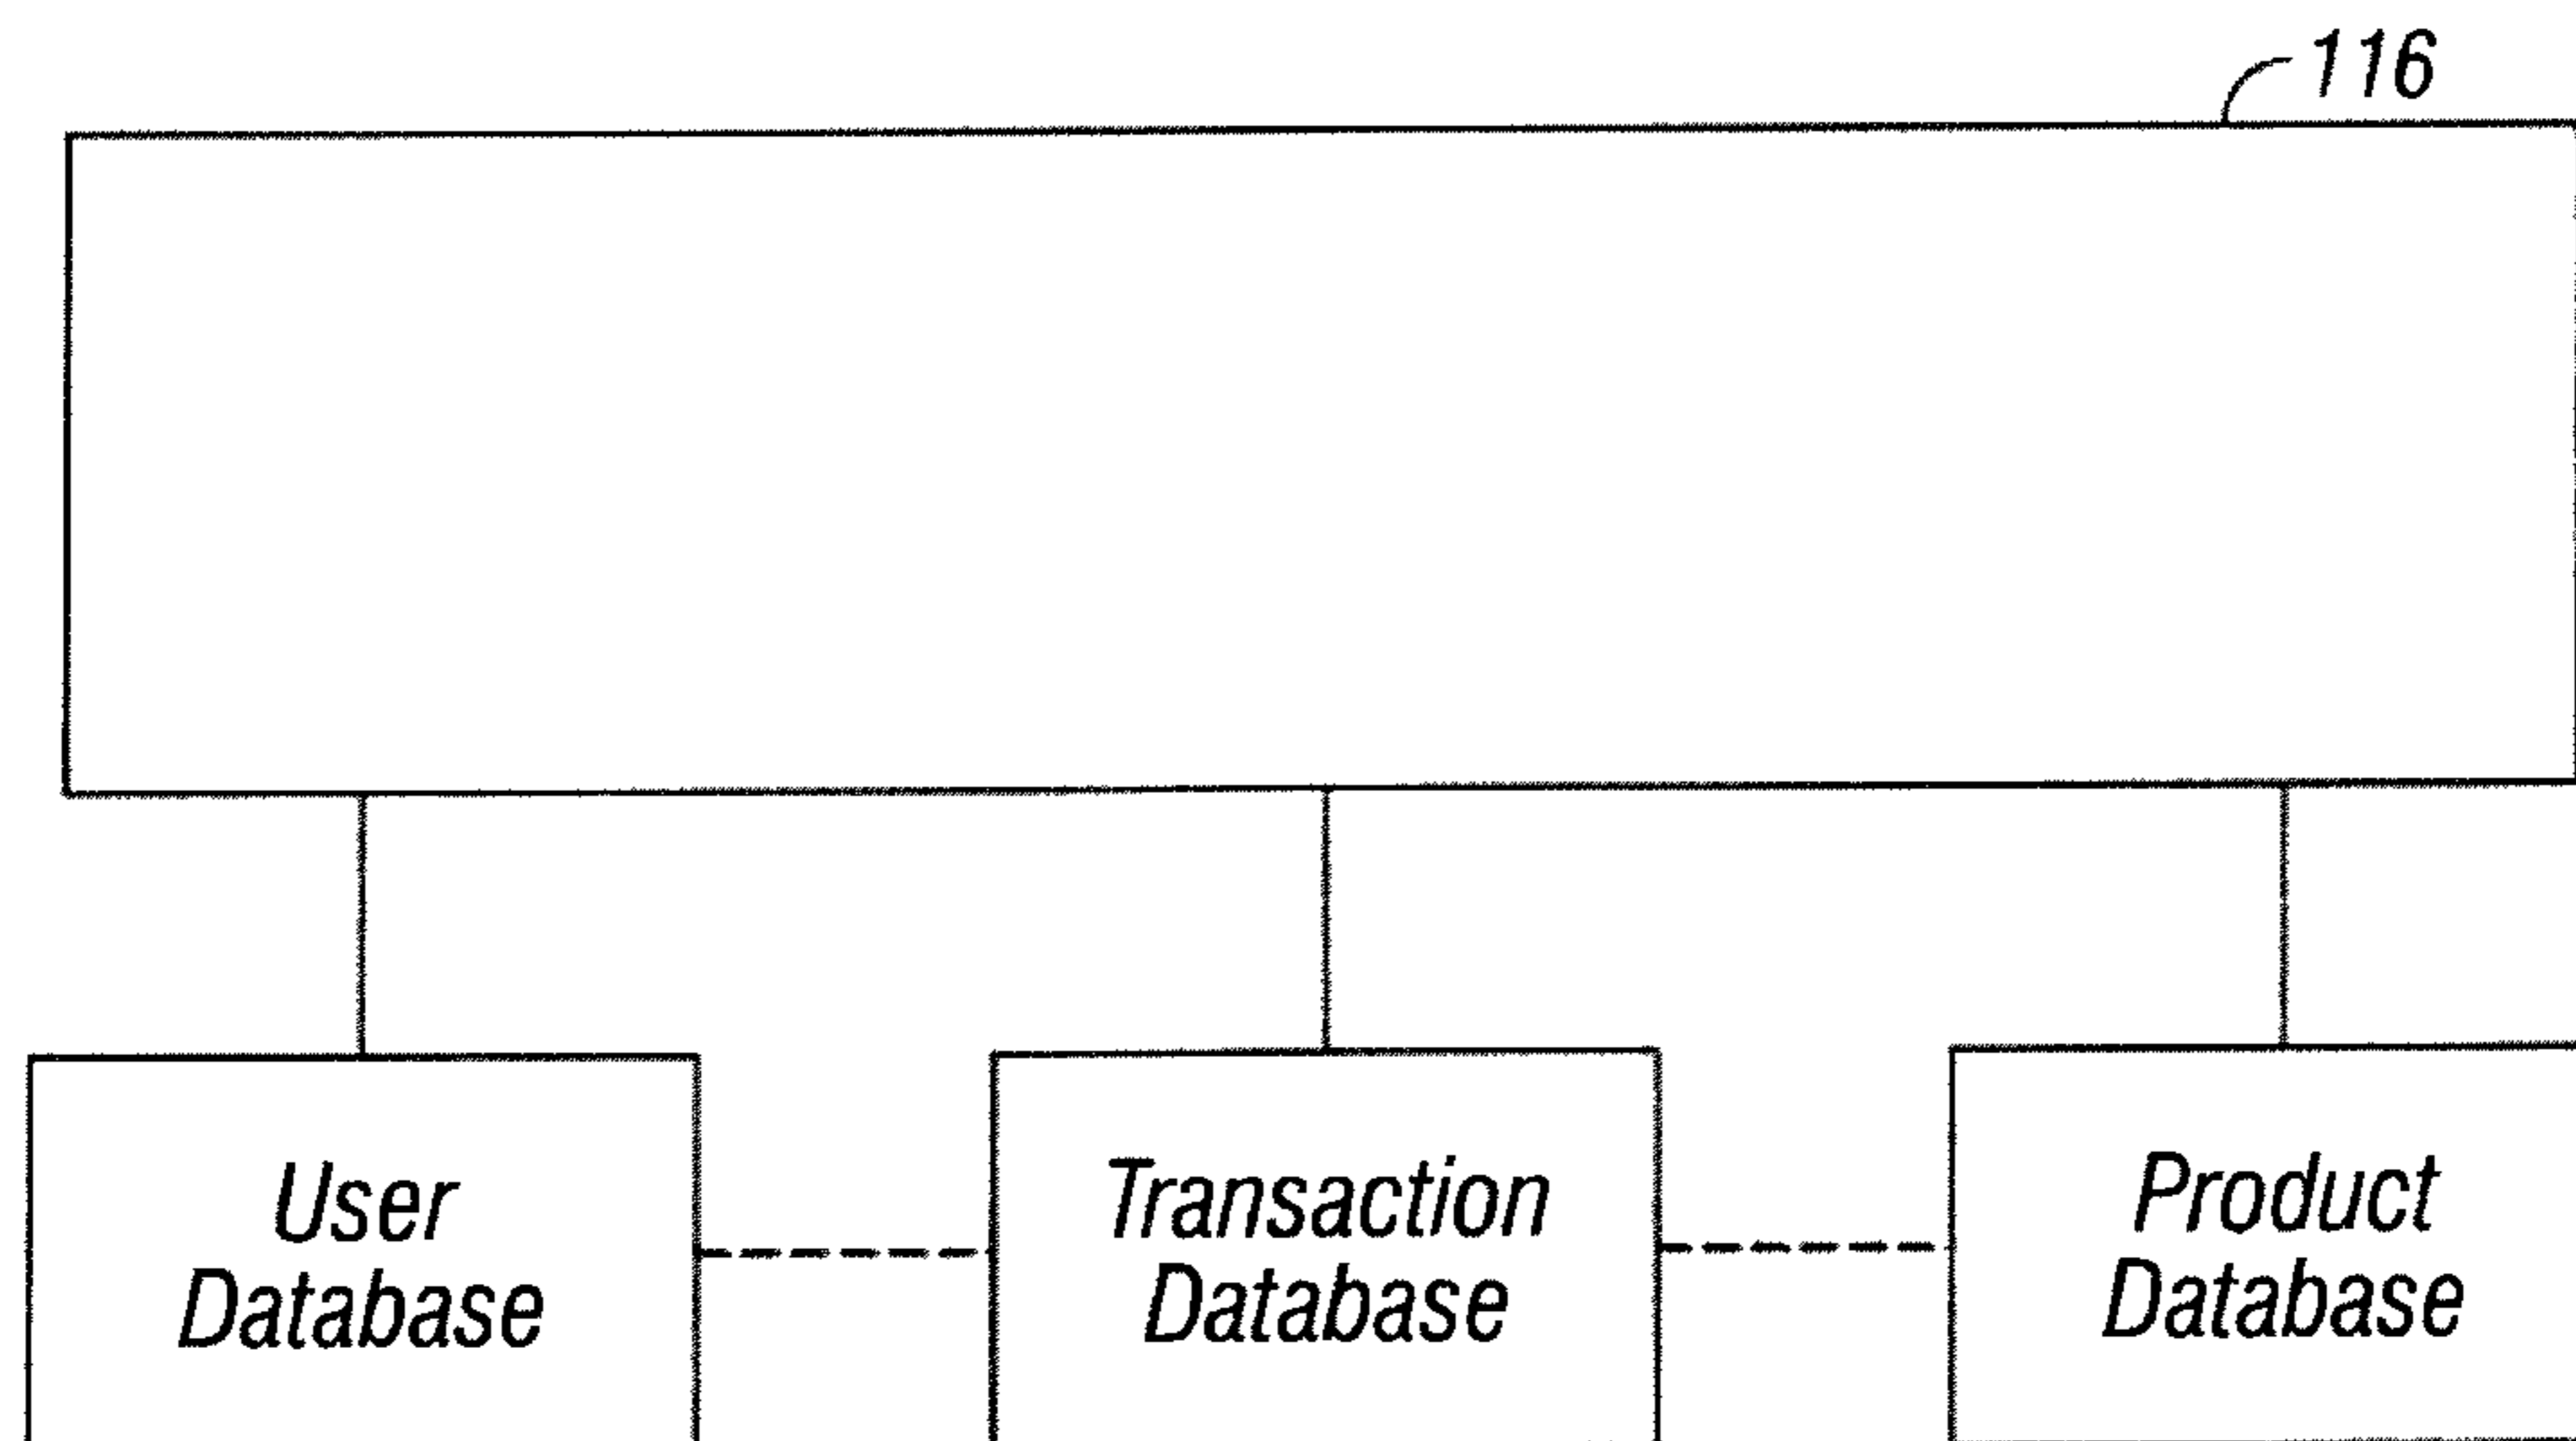 116
User
Database
Transaction
Database
Product
Database